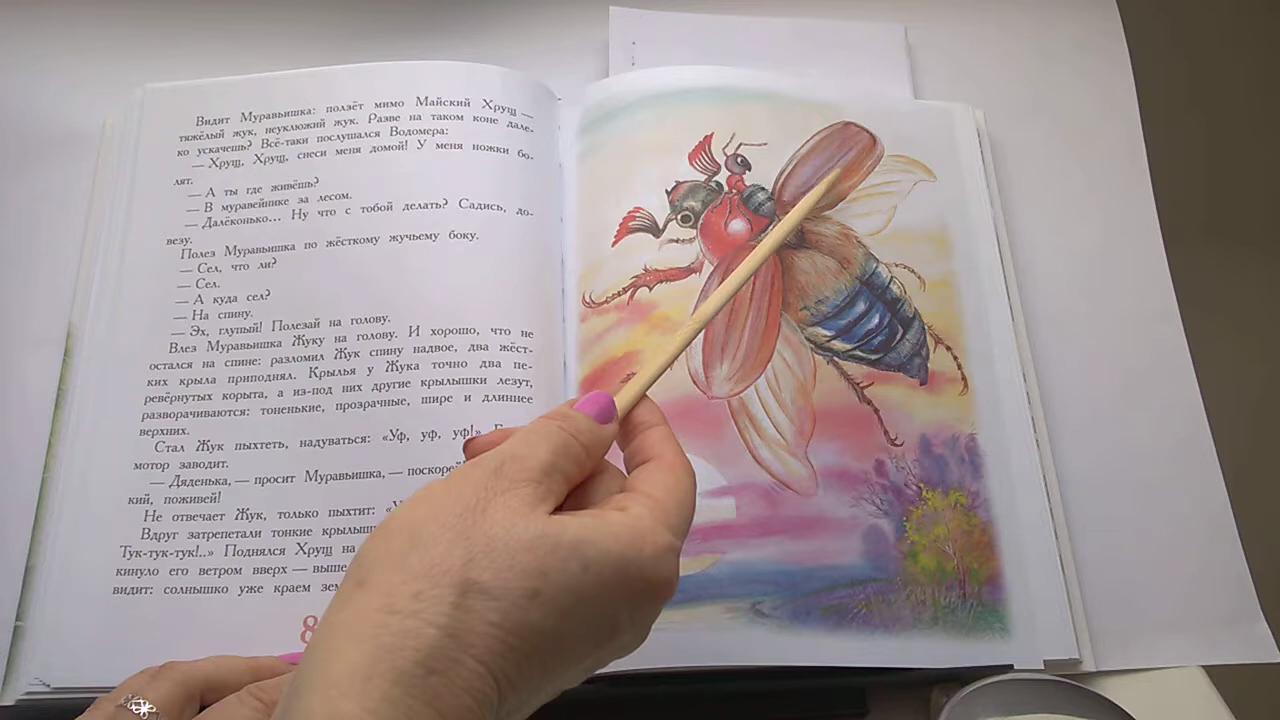 Видит Муравьишка: ползёт мимо Майский Хрущ —
тяжёлый жук, неуклюжий жук. Разве на таком коне дале-
ко ускачешь? Всё-таки послушался Водомера:
— Хрущ, Хрущ, снеси меня домой! У меня ножки бо-
лят.
— А ты где живёшь?
— В муравейнике за лесом.
— Далёконько... Ну что с тобой делать? Садись, до-
везу.
Полез Муравьишка по жёсткому жучьему боку.
— Сел, что ли?
— Сел.
— А куда сел?
— На спину.
— Эх, глупый! Полезай на голову.
Влез Муравьишка Жуку на голову. И хорошо, что не
остался на спине: разломил Жук спину надвое, два жёст-
ких крыла приподнял. Крылья у Жука точно два пе-
ревёрнутых корыта, а из-под них другие крылышки лезут,
разворачиваются: тоненькие, прозрачные, шире и длиннее
верхних.
Стал Жук пыхтеть, надуваться: «Уф, уф, уф!»
мотор заводит.
— Дяденька, — просит Муравьишка, — поскорей
кий, поживей!
Не отвечает Жук, только пыхтит:
Вдруг затрепетали тонкие крылышк
Тук-тук-тук!..» Поднялся Хрущ на
кинуло его ветром вверх — выше
видит: солнышко уже краем зем
8